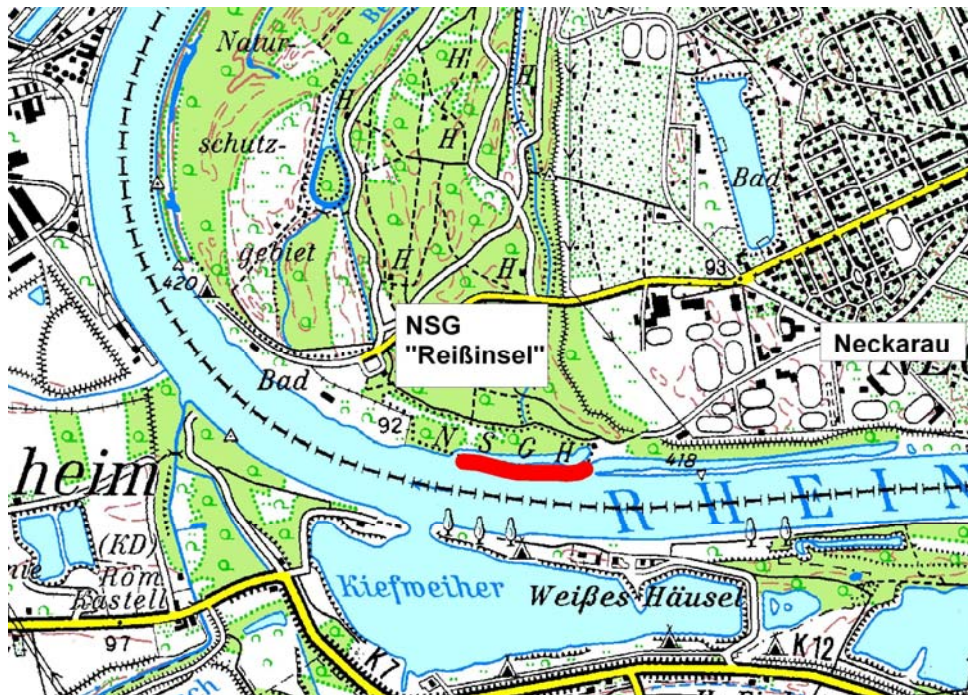 Natur-
H
H
H
schutz-
H
Bad
gebiet
H
H
93
420
NSG
"Reißinsel"
Neckarau
Bad
92
N S G H
418
heim
RHEIN
(KD)
Röm.
Kastell
Kiefweiher
Weißes Häusel
97
K7
K12